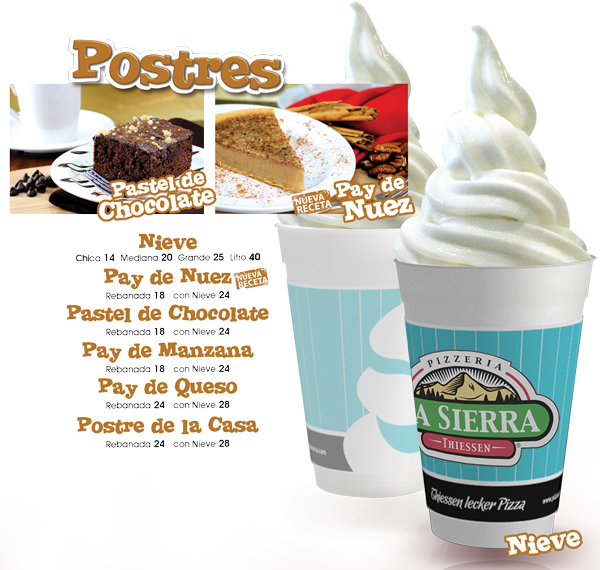 Postres
Pastel de
Chocolate
NUEVA
RECETA
Pay de
Nuez
Nieve
Chica 14 Mediana 20 Grande 25 Litro 40
Pay de Nuez NUEVA RECETA
Rebanada 18 con Nieve 24
Pastel de Chocolate
Rebanada 18 con Nieve 24
Pay de Manzana
Rebanada 18 con Nieve 24
Pay de Queso
Rebanada 24 con Nieve 28
Postre de la Casa
Rebanada 24 con Nieve 28
PIZZERIA
A SIERRA
THIESSEN
Thiessen lecker Pizza
Nieve